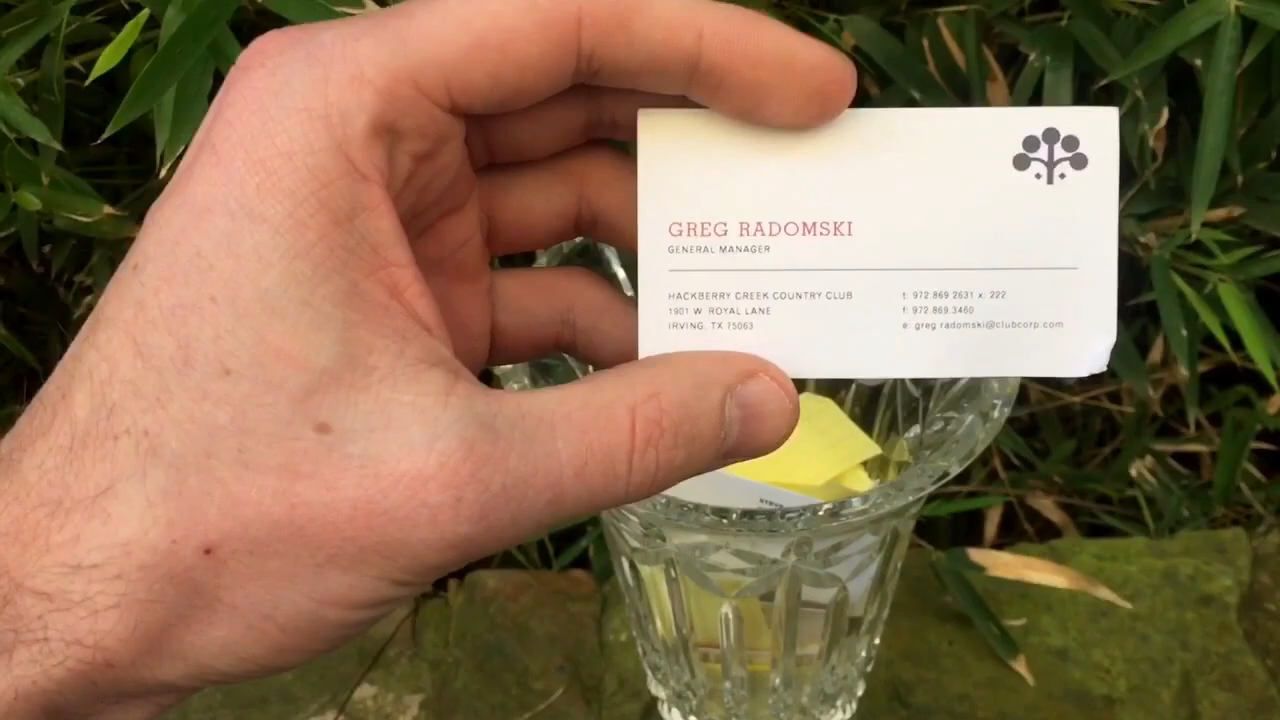 GREG RADOMSKI
GENERAL MANAGER
HACKBERRY CREEK COUNTRY CLUB
1901 W. ROYAL LANE
IRVING, TX 75063
t: 972.869.2631 x: 222
f: 972.869.3460
e: greg.radomski@clubcorp.com